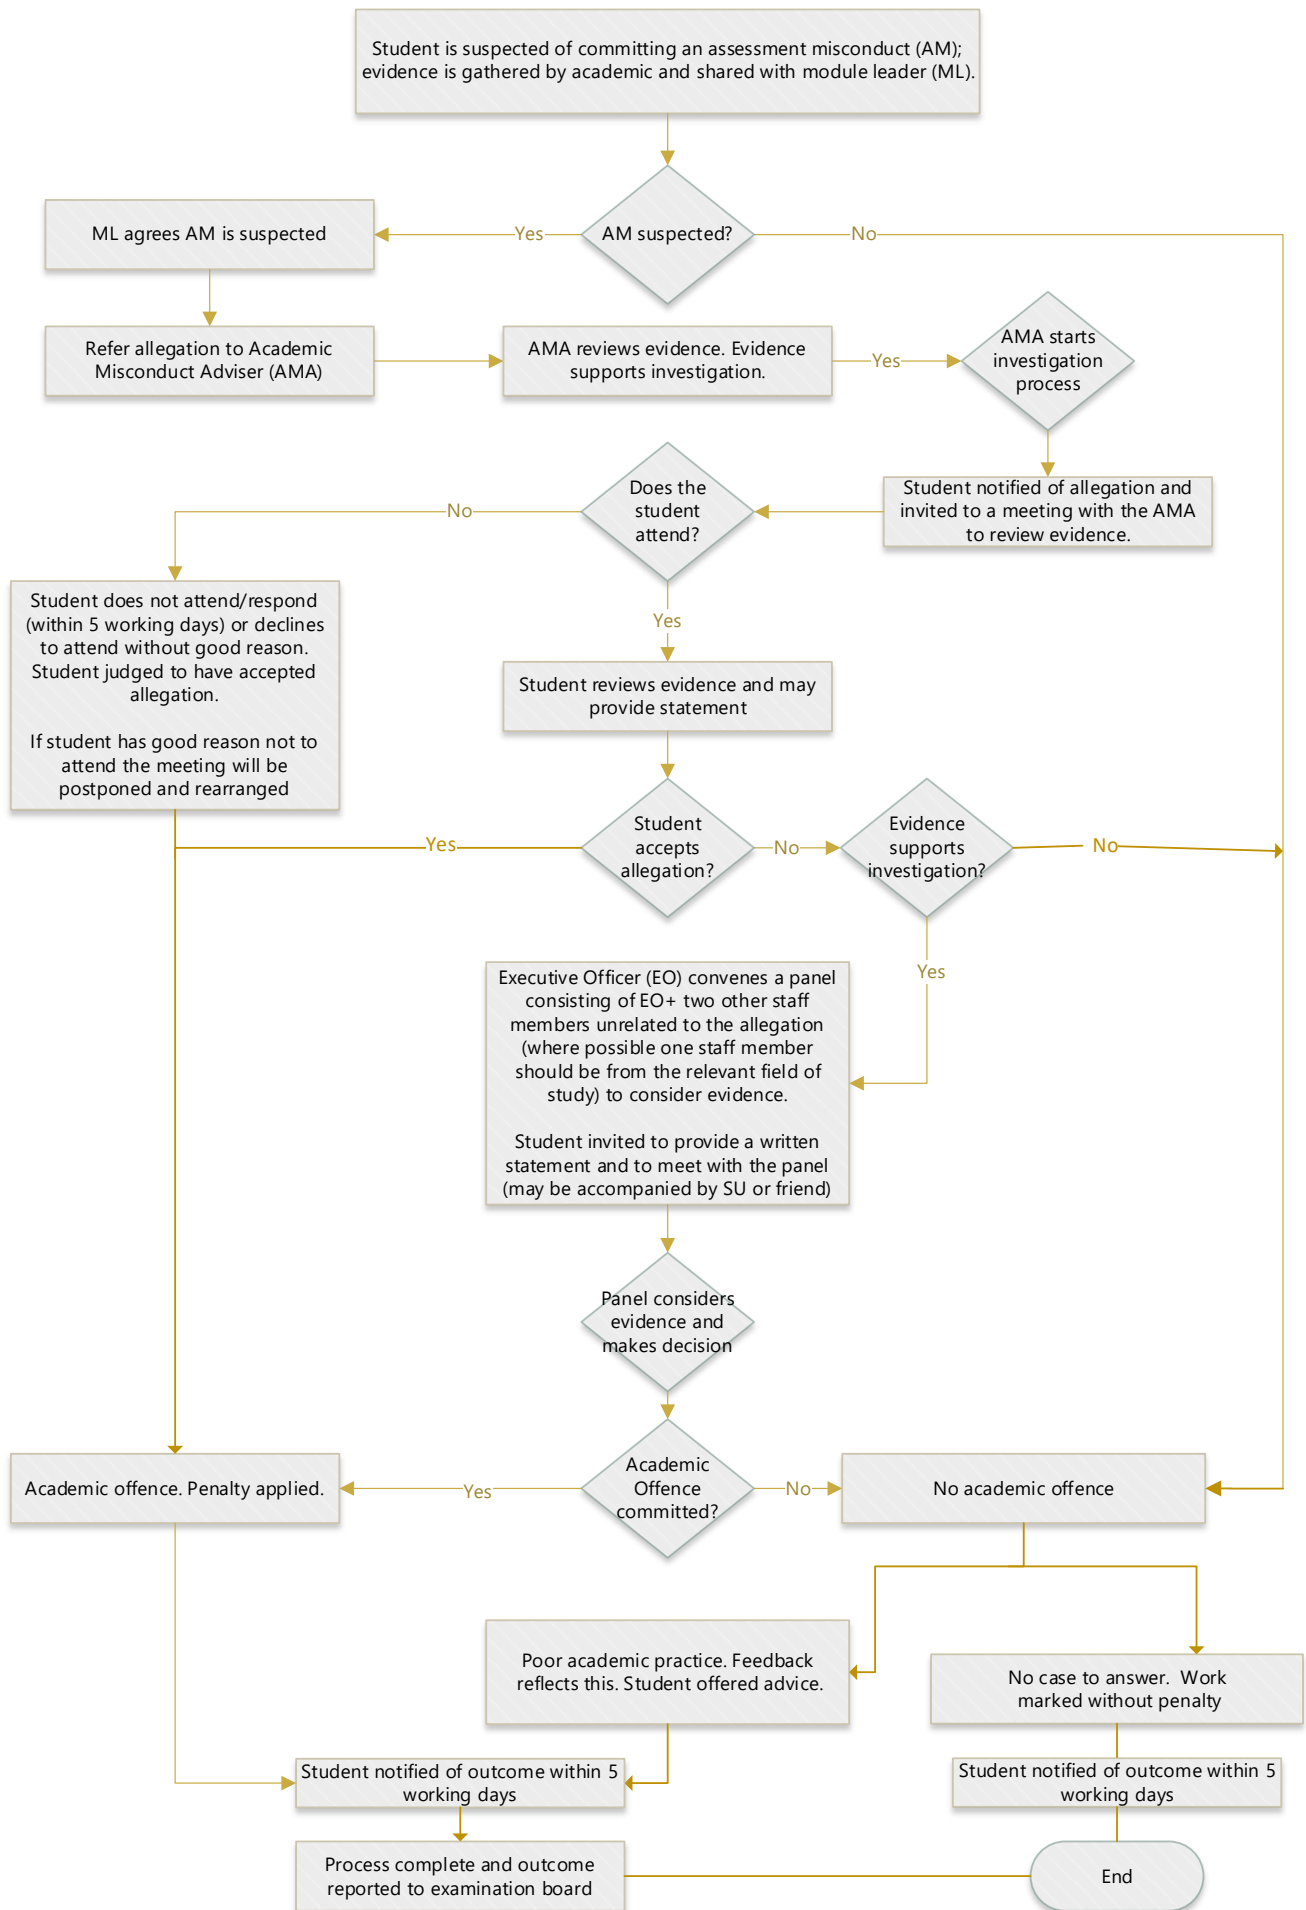 Student is suspected of committing an assessment misconduct (AM);
evidence is gathered by academic and shared with module leader (ML).
ML agrees AM is suspected
Yes
AM suspected?
No
Refer allegation to Academic
Misconduct Adviser (AMA)
AMA reviews evidence. Evidence
supports investigation.
Yes
AMA starts
investigation
process
Student notified of allegation and
invited to a meeting with the AMA
to review evidence.
Does the
student
attend?
No
Yes
Student does not attend/respond
(within 5 working days) or declines
to attend without good reason.
Student judged to have accepted
allegation.
If student has good reason not to
attend the meeting will be
postponed and rearranged
Student reviews evidence and may
provide statement
Student
accepts
allegation?
Yes
No
Evidence
supports
investigation?
No
Yes
Executive Officer (EO) convenes a panel
consisting of EO+ two other staff
members unrelated to the allegation
(where possible one staff member
should be from the relevant field of
study) to consider evidence.
Student invited to provide a written
statement and to meet with the panel
(may be accompanied by SU or friend)
Panel considers
evidence and
makes decision
Academic offence. Penalty applied.
Yes
Academic
Offence
committed?
No
No academic offence
Poor academic practice. Feedback
reflects this. Student offered advice.
No case to answer.  Work
marked without penalty
Student notified of outcome within 5
working days
Student notified of outcome within 5
working days
Process complete and outcome
reported to examination board
End